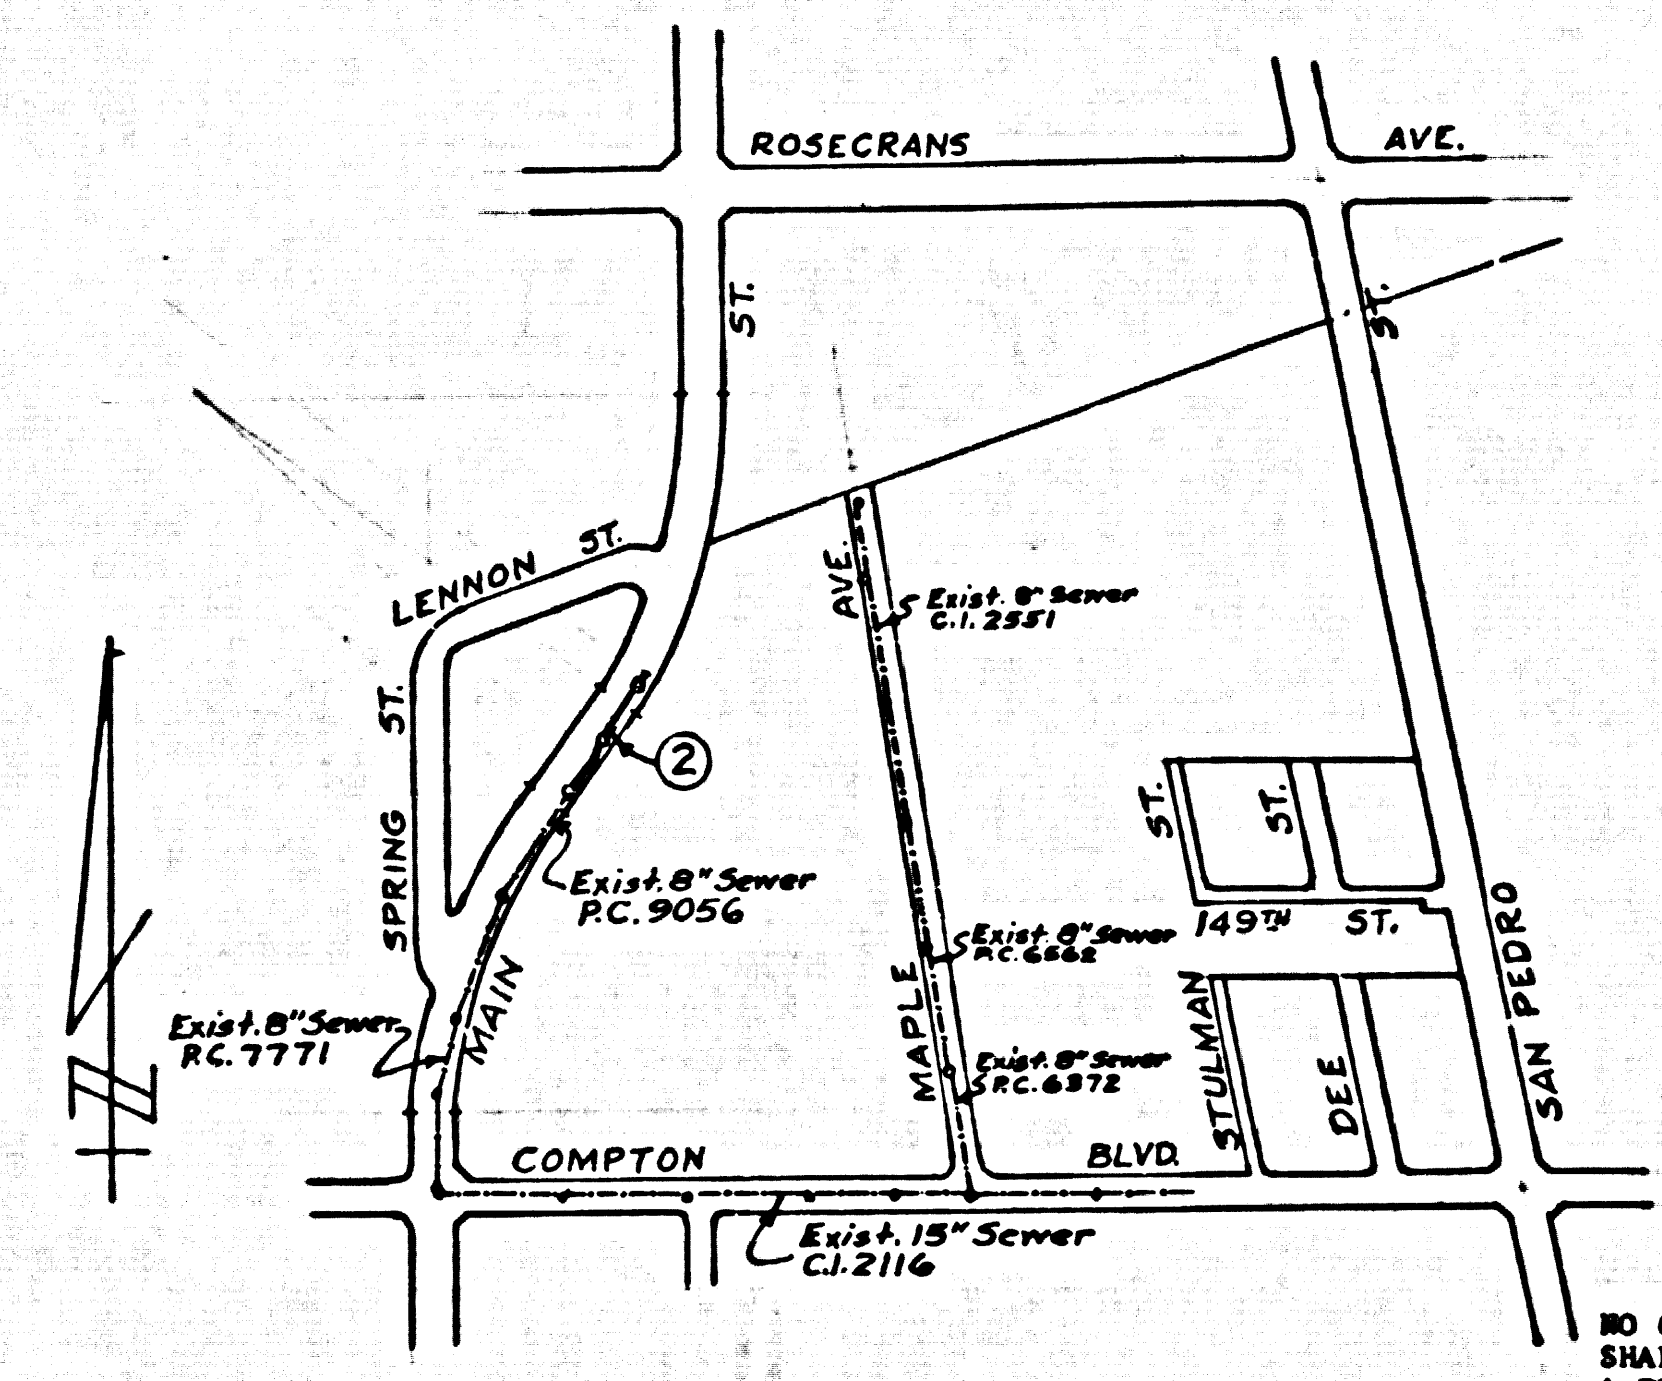 ROSECRANS AVE.
ST.
ST.
LENNON ST.
AVE.
Exist. 8" Sewer
C.I. 2551
SPRING ST.
2
ST.
ST.
Exist. 8" Sewer
P.C. 9056
149TH ST.
Exist. 8" Sewer
P.C. 6562
SAN PEDRO
MAIN
MAPLE
STULMAN
DEE
Exist. 8" Sewer
P.C. 7771
Exist. 8" Sewer
P.C. 6372
COMPTON BLVD.
Exist. 15" Sewer
C.I. 2116
N
NO